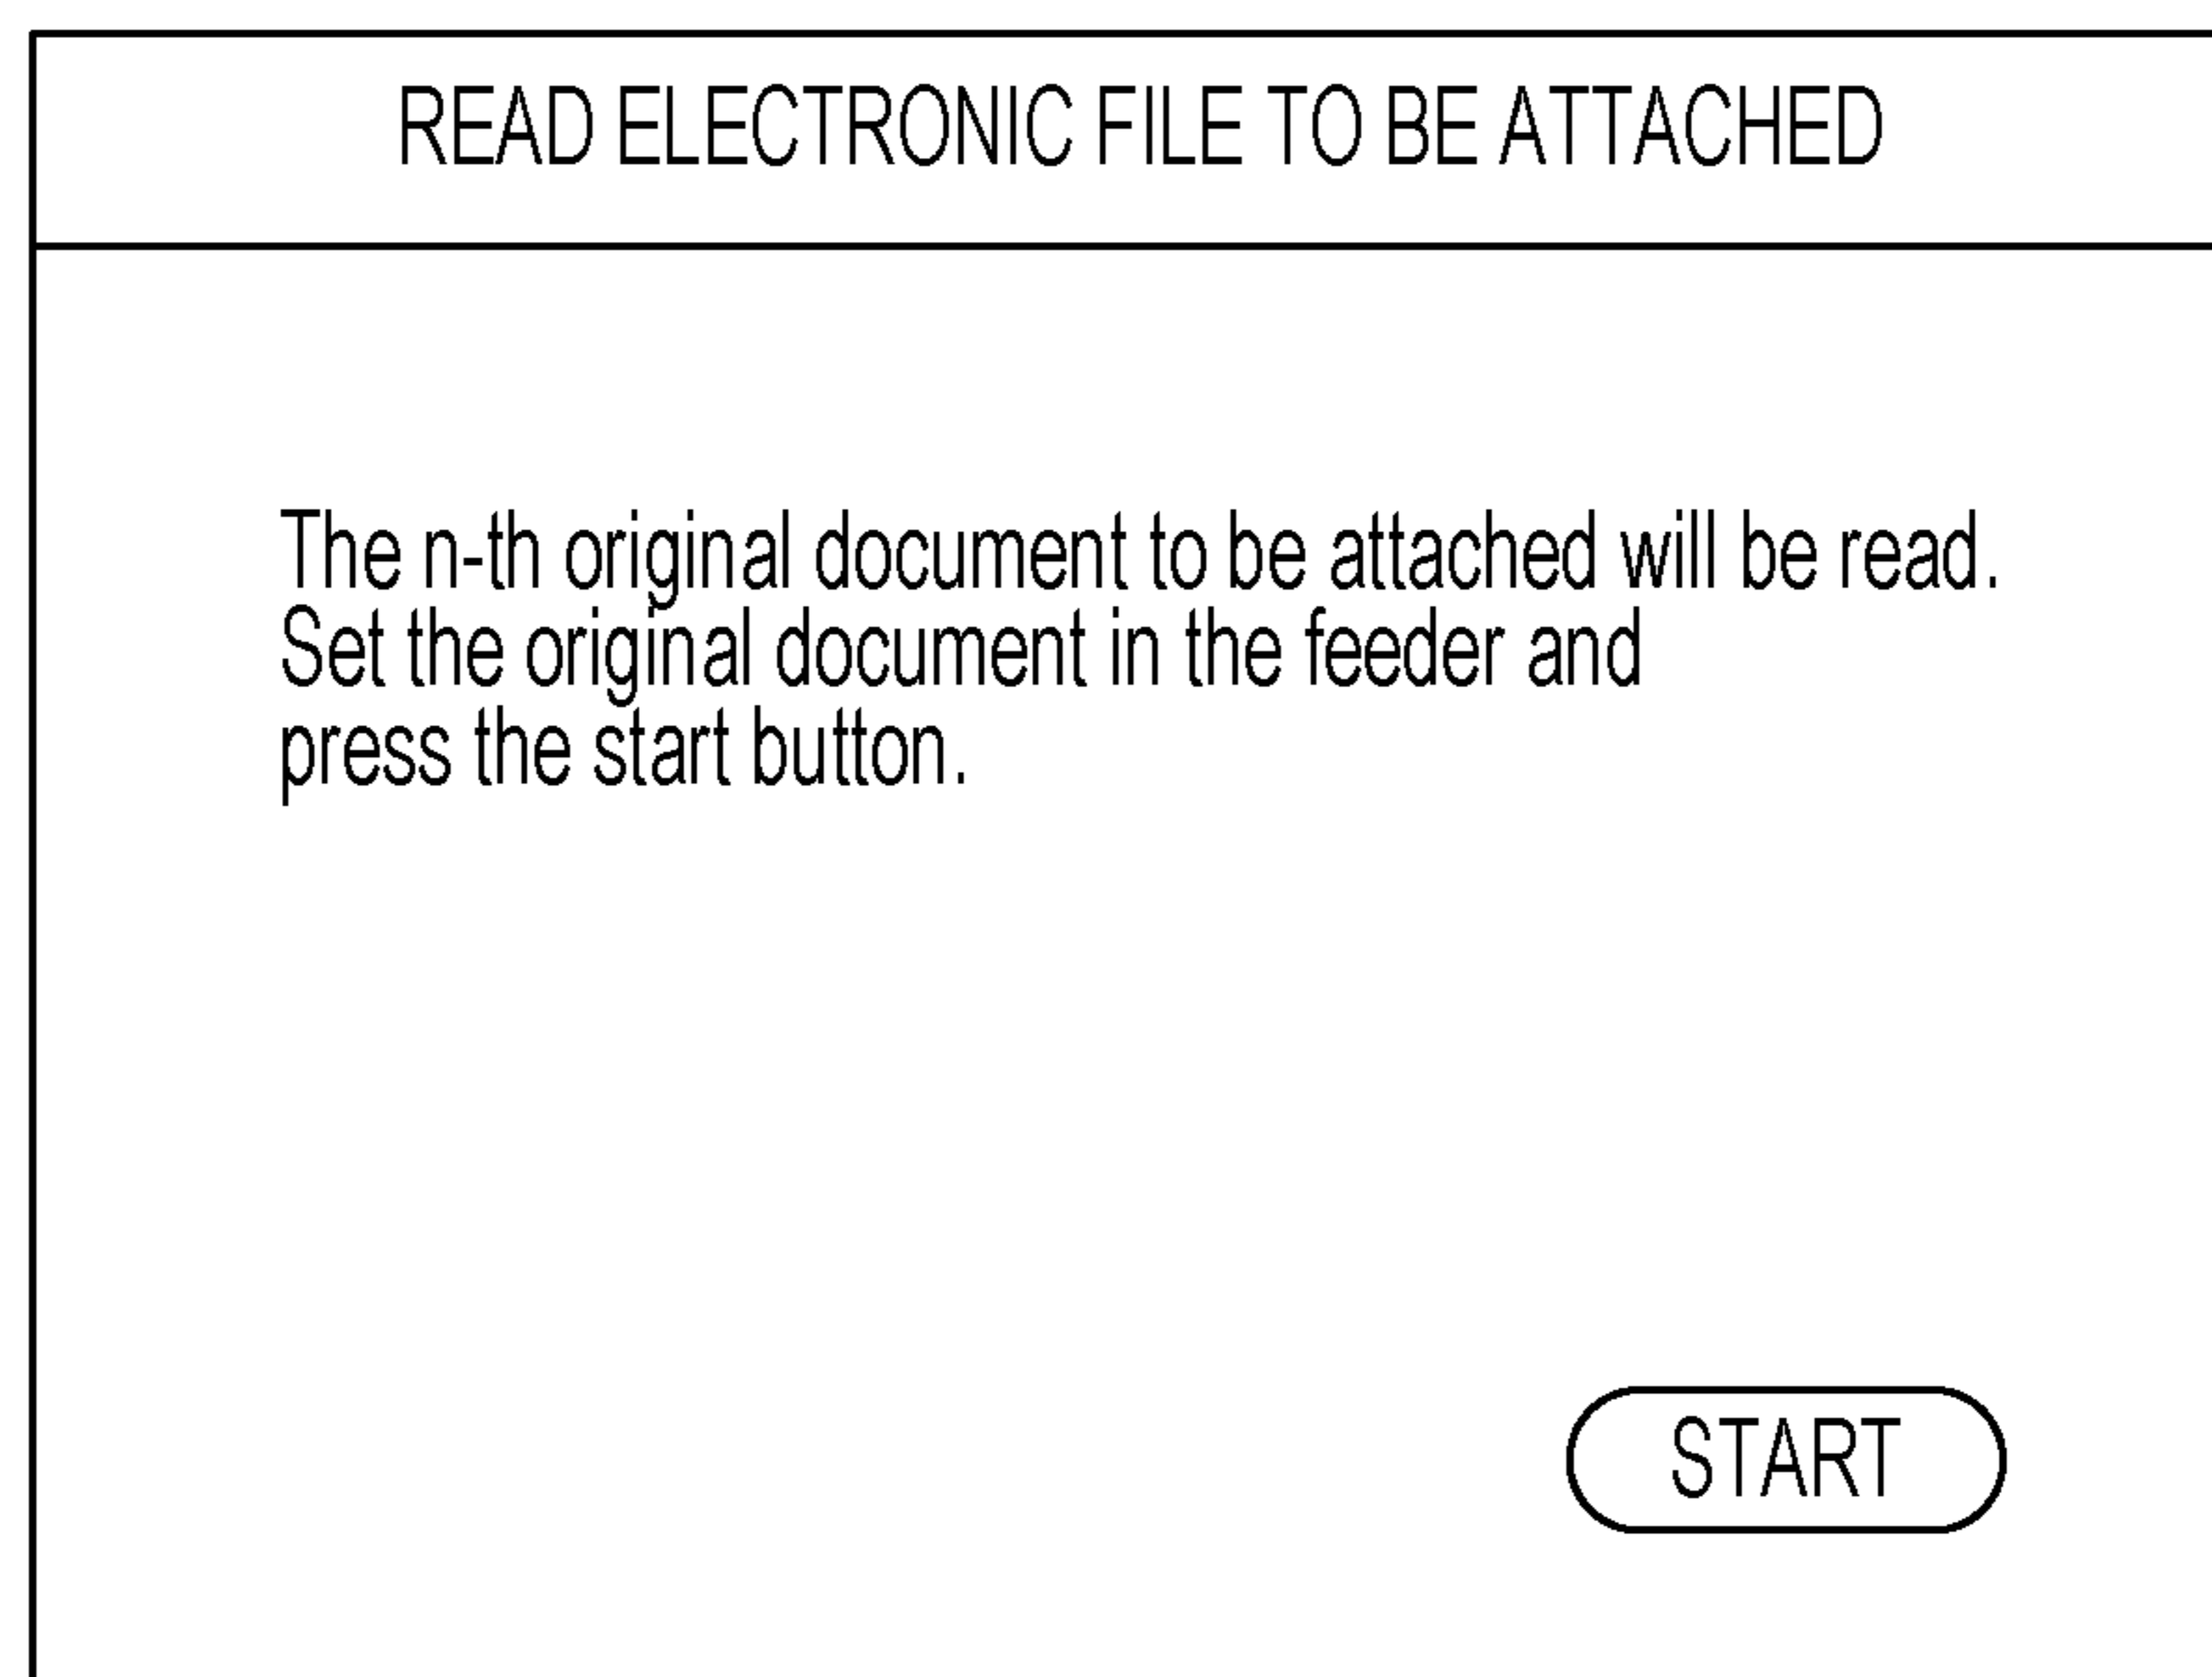 READ ELECTRONIC FILE TO BE ATTACHED
The n-th original document to be attached will be read.
Set the original document in the feeder and
press the start button.
START